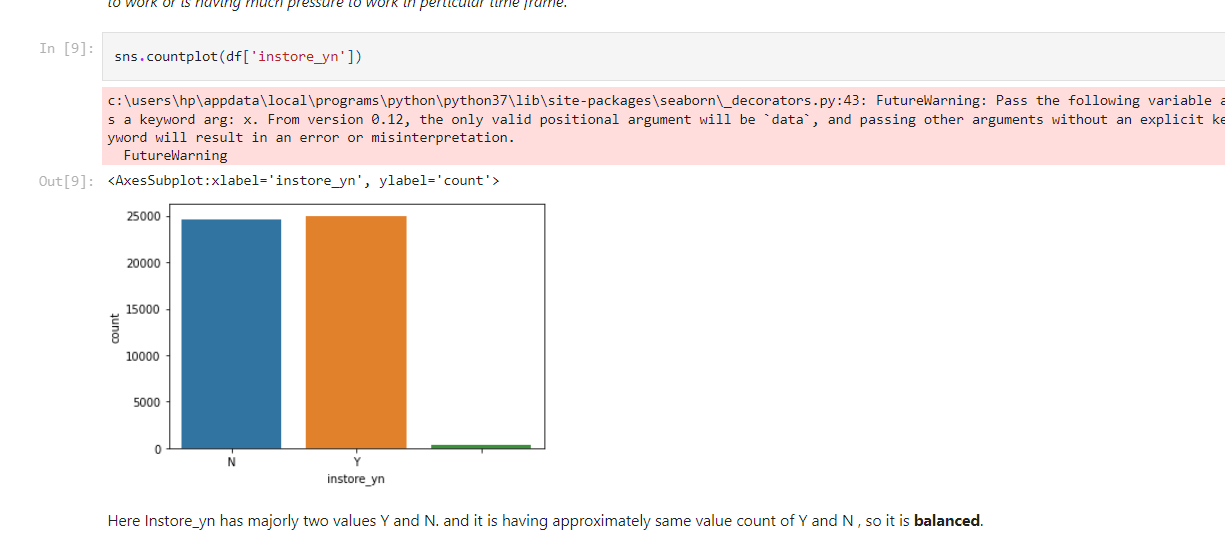 to work or is having much pressure to work in perticular time frame.
In [9]: sns.countplot(df['instore_yn'])
c:\users\hp\appdata\local\programs\python\python37\lib\site-packages\seaborn\_decorators.py:43: FutureWarning: Pass the following variable a
s a keyword arg: x. From version 0.12, the only valid positional argument will be `data`, and passing other arguments without an explicit ke
yword will result in an error or misinterpretation.
FutureWarning
Out[9]: <AxesSubplot:xlabel='instore_yn', ylabel='count'>
25000
20000
15000
10000
5000
0
count
N Y
instore_yn
Here Instore_yn has majorly two values Y and N. and it is having approximately same value count of Y and N , so it is balanced.